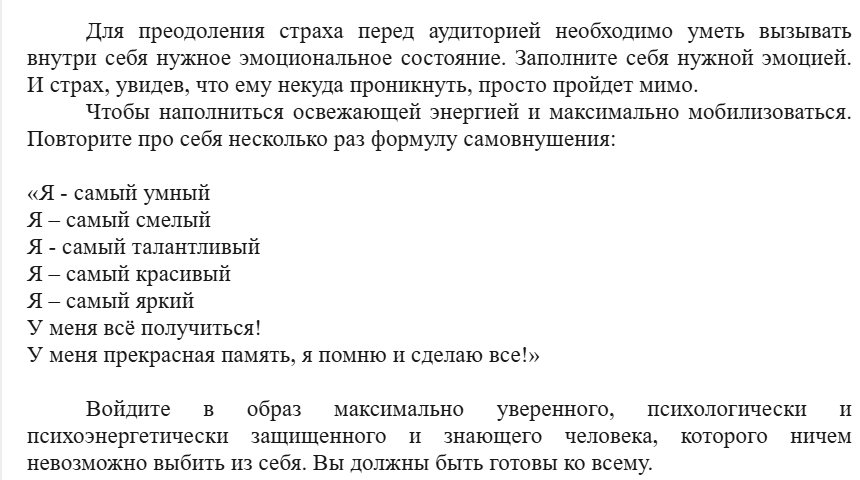 Для преодоления страха перед аудиторией необходимо уметь вызывать
внутри себя нужное эмоциональное состояние. Заполните себя нужной эмоцией.
И страх, увидев, что ему некуда проникнуть, просто пройдет мимо.
Чтобы наполниться освежающей энергией и максимально мобилизоваться.
Повторите про себя несколько раз формулу самовнушения:
«Я - самый умный
Я – самый смелый
Я - самый талантливый
Я – самый красивый
Я – самый яркий
У меня всё получиться!
У меня прекрасная память, я помню и сделаю все!»
Войдите в образ максимально уверенного, психологически и
психоэнергетически защищенного и знающего человека, которого ничем
невозможно выбить из себя. Вы должны быть готовы ко всему.